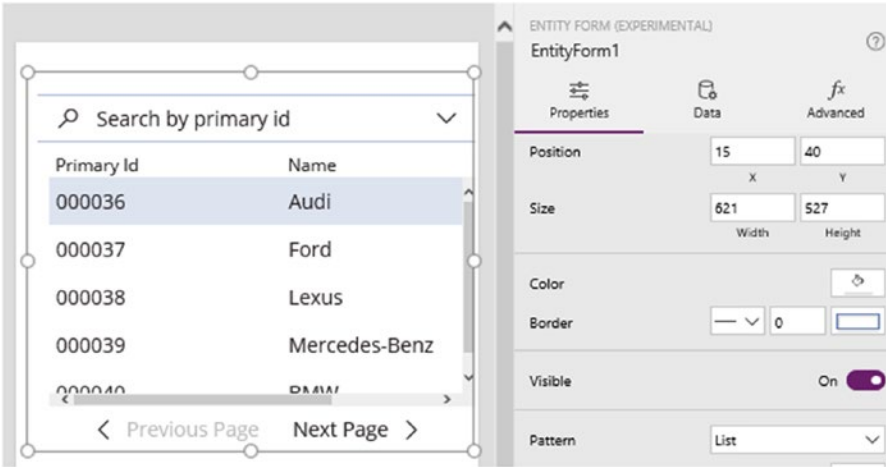 Search by primary id
Primary Id Name
000036 Audi
000037 Ford
000038 Lexus
000039 Mercedes-Benz
000040 BMW
Previous Page Next Page
ENTITY FORM (EXPERIMENTAL)
EntityForm1
Properties Data Advanced
Position 15 40
X Y
Size 621 527
Width Height
Color
Border 0
Visible On
Pattern List